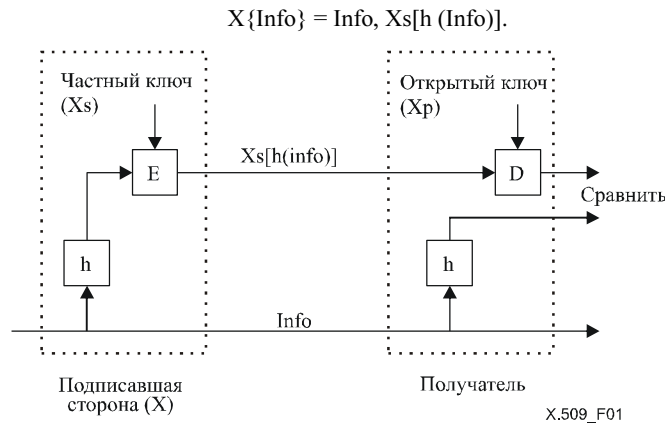 X{Info} = Info, Xs[h (Info)].
Частный ключ
(Xs)
Открытый ключ
(Xp)
E
Xs[h(info)]
D
Сравнить
h
h
Info
Подписавшая
сторона (X)
Получатель
X.509_F01